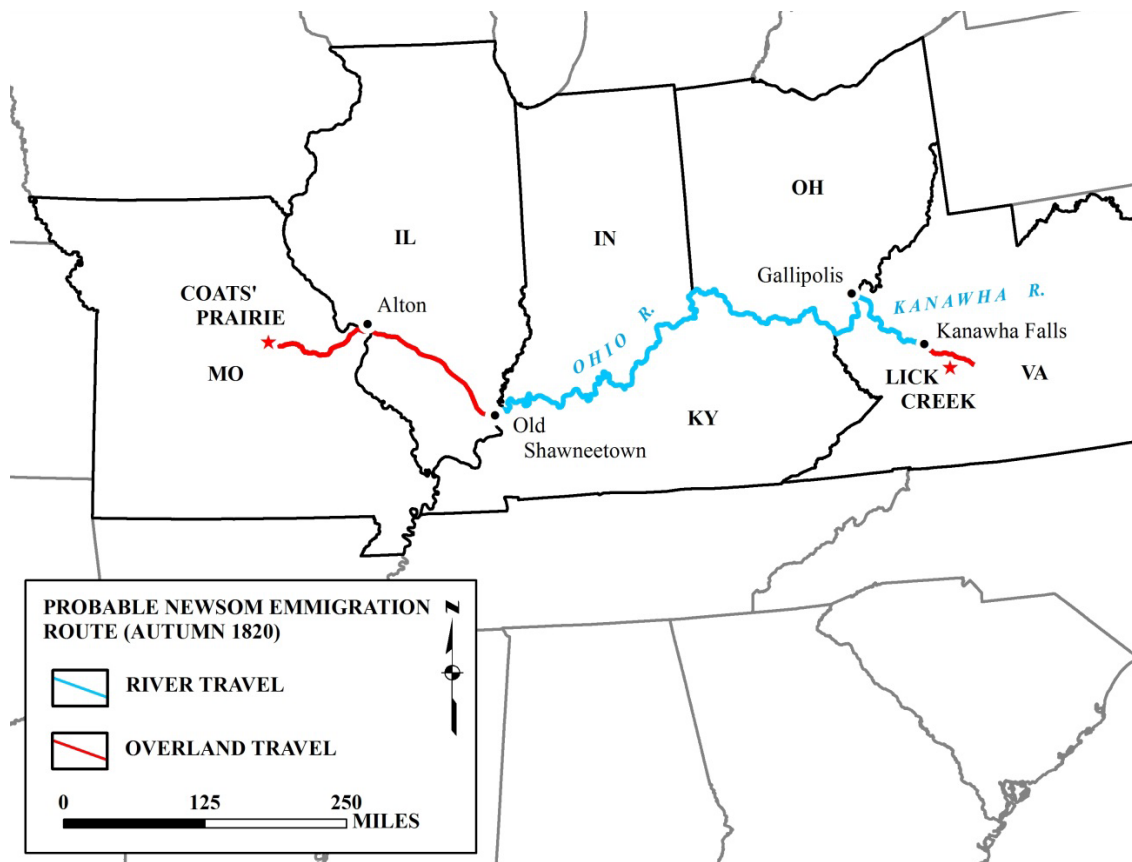 OH
IL
IN
Gallipolis
KANAWHA R.
COATS'
PRAIRIE
Alton
OHIO R.
Kanawha Falls
MO
LICK
CREEK
VA
Old
Shawneetown
KY
PROBABLE NEWSOM EMMIGRATION
ROUTE (AUTUMN 1820)
N
RIVER TRAVEL
OVERLAND TRAVEL
0 125 250
MILES